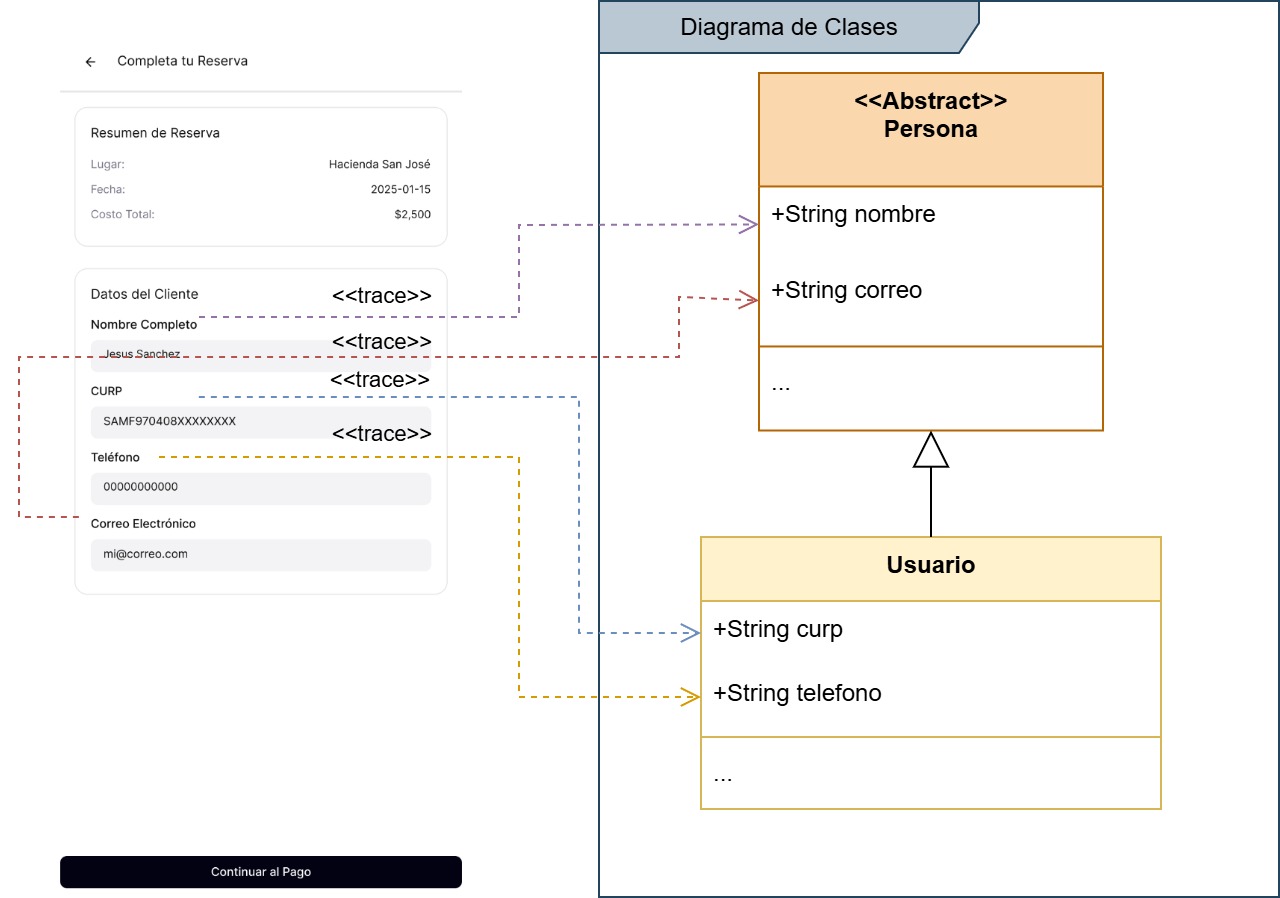 Completa tu Reserva
Resumen de Reserva
Lugar: Hacienda San José
Fecha: 2025-01-15
Costo Total: $2,500
Datos del Cliente
<<trace>>
Nombre Completo
<<trace>>
Jesus Sanchez
<<trace>>
CURP
SAMF970408XXXXXXXX
<<trace>>
Teléfono
00000000000
Correo Electrónico
mi@correo.com
Continuar al Pago
Diagrama de Clases
<<Abstract>>
Persona
+String nombre
+String correo
...
Usuario
+String curp
+String telefono
...